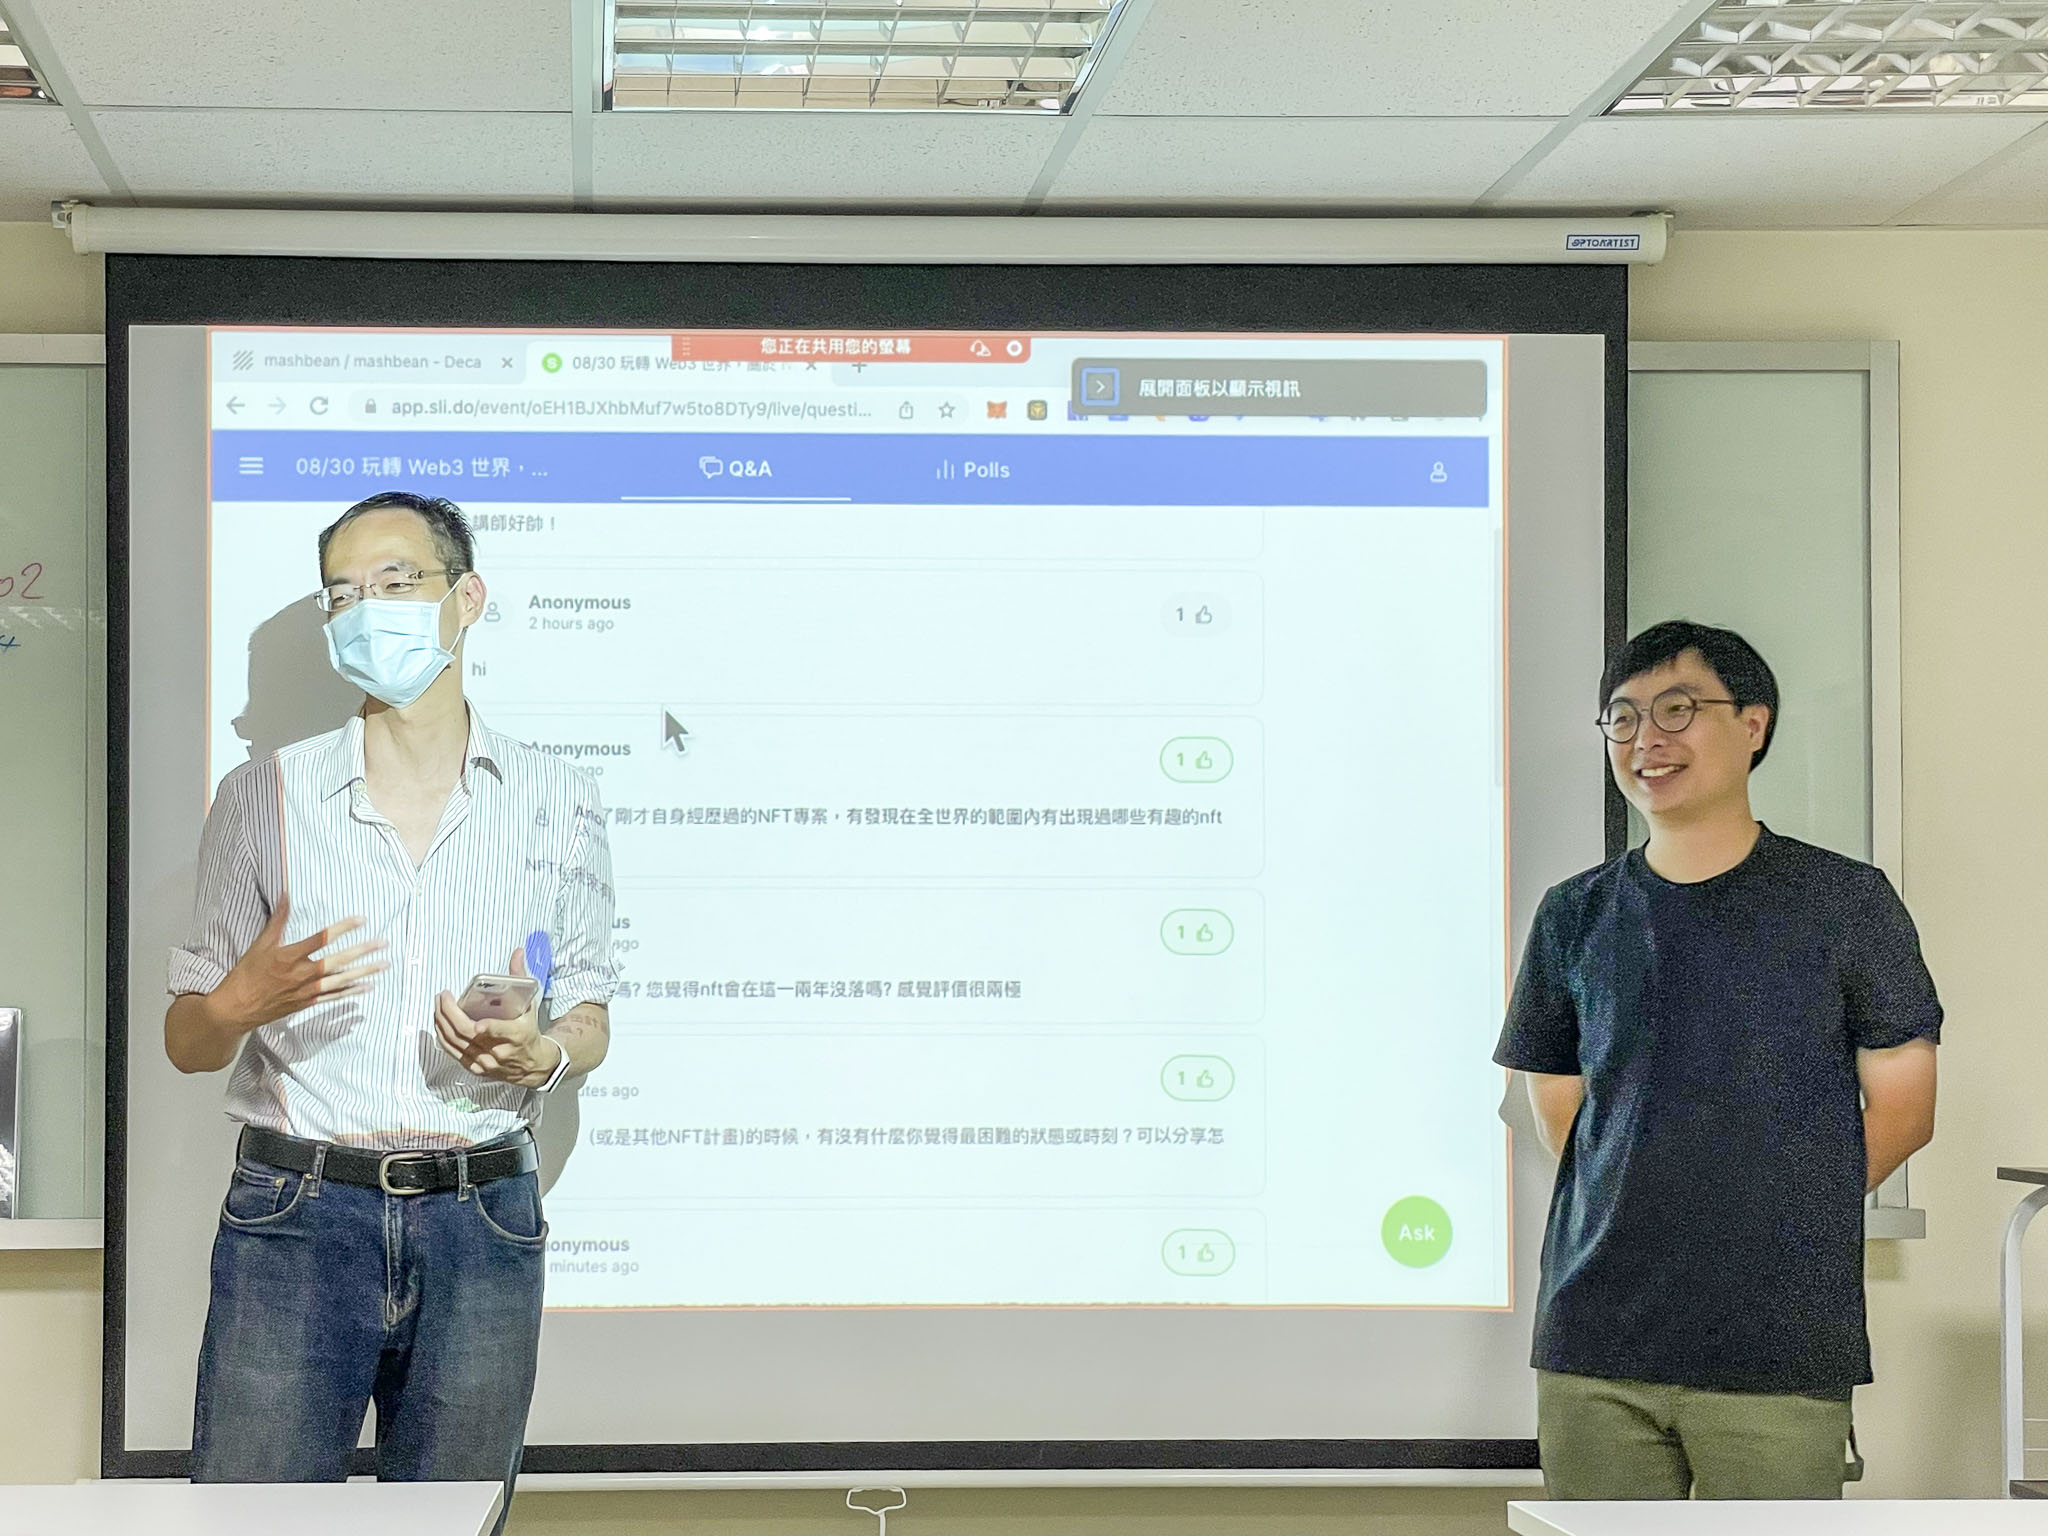 OPTOARTIST
您正在共用您的螢幕
mashbean / mashbean - Deca
08/30 玩轉 Web3 世界，
展開面板以顯示視訊
app.sli.do/event/oEH1BJXhbMuf7w5to8DTy9/live/questi...
08/30 玩轉 Web3 世界，...
Q&A
Polls
講師好帥！
Anonymous
1
2 hours ago
hi
Anonymous
1
ago
了剛才自身經歷過的NFT專案，有發現在全世界的範圍內有出現過哪些有趣的nft
us
1
ago
嗎? 您覺得nft會在這一兩年沒落嗎? 感覺評價很兩極
1
utes ago
(或是其他NFT計畫)的時候，有沒有什麼你覺得最困難的狀態或時刻？可以分享怎
Ask
onymous
1
minutes ago
02